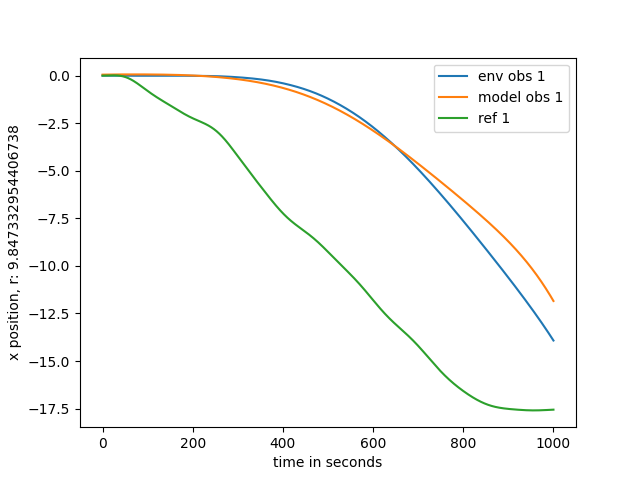 0.0
−2.5
−5.0
−7.5
−10.0
−12.5
−15.0
−17.5
x position, r: 9.847332954406738
env obs 1
model obs 1
ref 1
0 200 400 600 800 1000
time in seconds